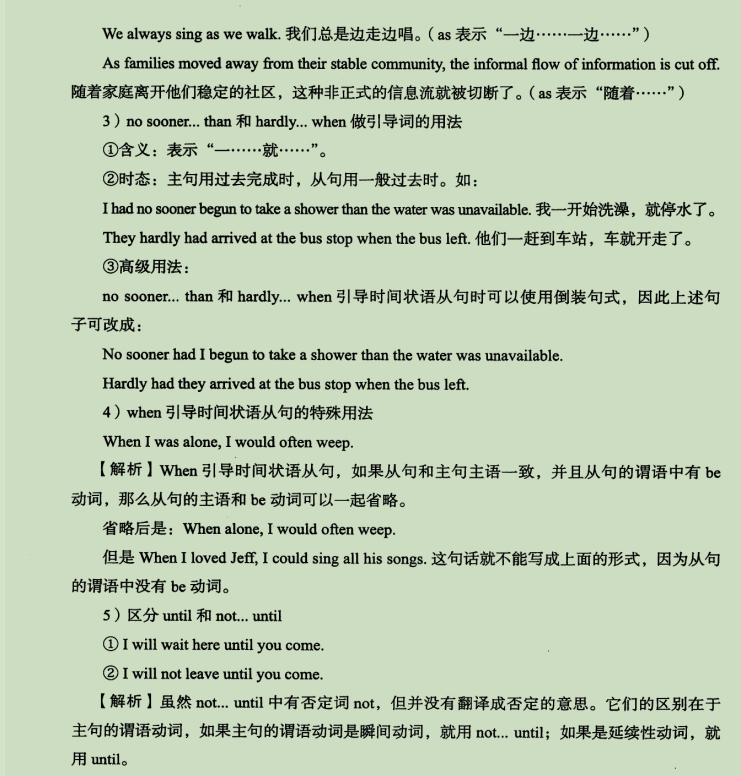 We always sing as we walk. 我们总是边走边唱。（as 表示“一边……一边……”）
As families moved away from their stable community, the informal flow of information is cut off.
随着家庭离开他们稳定的社区，这种非正式的信息流就被切断了。（as 表示“随着……”）
3）no sooner... than 和 hardly... when 做引导词的用法
①含义：表示“一……就……”。
②时态：主句用过去完成时，从句用一般过去时。如：
I had no sooner begun to take a shower than the water was unavailable. 我一开始洗澡，就停水了。
They hardly had arrived at the bus stop when the bus left. 他们一赶到车站，车就开走了。
③高级用法：
no sooner... than 和 hardly... when 引导时间状语从句时可以使用倒装句式，因此上述句
子可改成：
No sooner had I begun to take a shower than the water was unavailable.
Hardly had they arrived at the bus stop when the bus left.
4）when 引导时间状语从句的特殊用法
When I was alone, I would often weep.
【解析】When 引导时间状语从句，如果从句和主句主语一致，并且从句的谓语中有 be
动词，那么从句的主语和 be 动词可以一起省略。
省略后是：When alone, I would often weep.
但是 When I loved Jeff, I could sing all his songs. 这句话就不能写成上面的形式，因为从句
的谓语中没有 be 动词。
5）区分 until 和 not... until
① I will wait here until you come.
② I will not leave until you come.
【解析】虽然 not... until 中有否定词 not，但并没有翻译成否定的意思。它们的区别在于
主句的谓语动词，如果主句的谓语动词是瞬间动词，就用 not... until；如果是延续性动词，就
用 until。